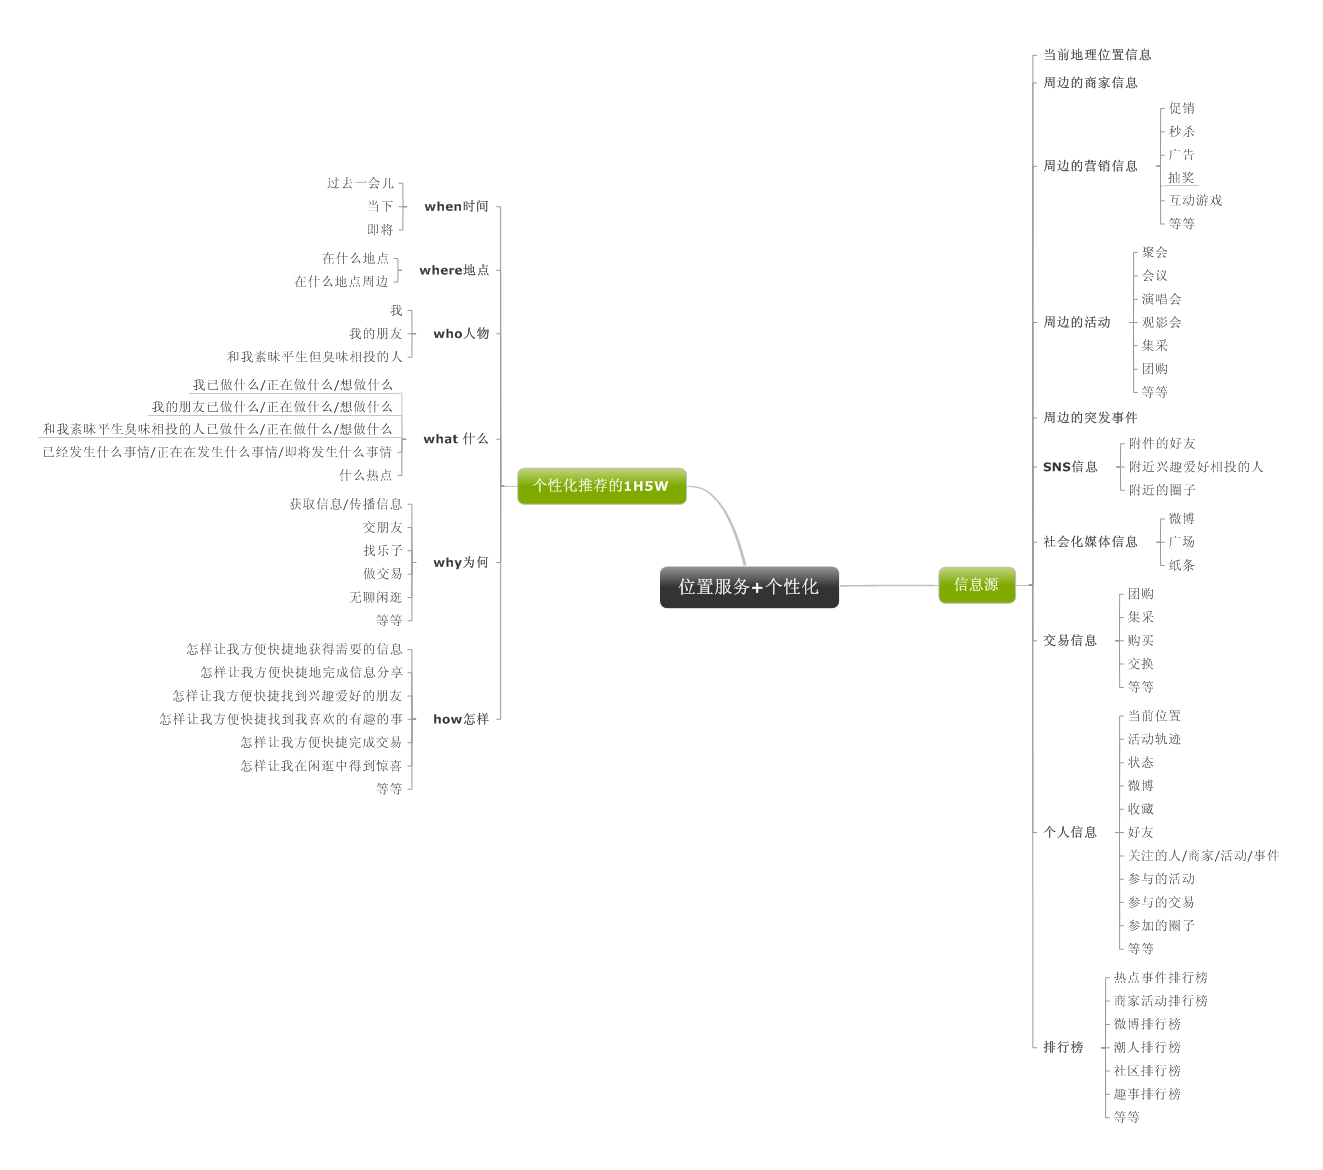 位置服务+个性化
个性化推荐的1H5W
when时间
过去一会儿
当下
即将
where地点
在什么地点
在什么地点周边
who人物
我
我的朋友
和我素昧平生但臭味相投的人
what 什么
我已做什么/正在做什么/想做什么
我的朋友已做什么/正在做什么/想做什么
和我素昧平生臭味相投的人已做什么/正在做什么/想做什么
已经发生什么事情/正在在发生什么事情/即将发生什么事情
什么热点
why为何
获取信息/传播信息
交朋友
找乐子
做交易
无聊闲逛
等等
how怎样
怎样让我方便快捷地获得需要的信息
怎样让我方便快捷地完成信息分享
怎样让我方便快捷找到兴趣爱好的朋友
怎样让我方便快捷找到我喜欢的有趣的事
怎样让我方便快捷完成交易
怎样让我在闲逛中得到惊喜
等等
信息源
当前地理位置信息
周边的商家信息
周边的营销信息
促销
秒杀
广告
抽奖
互动游戏
等等
周边的活动
聚会
会议
演唱会
观影会
集采
团购
等等
周边的突发事件
SNS信息
附件的好友
附近兴趣爱好相投的人
附近的圈子
社会化媒体信息
微博
广场
纸条
交易信息
团购
集采
购买
交换
等等
个人信息
当前位置
活动轨迹
状态
微博
收藏
好友
关注的人/商家/活动/事件
参与的活动
参与的交易
参加的圈子
等等
排行榜
热点事件排行榜
商家活动排行榜
微博排行榜
潮人排行榜
社区排行榜
趣事排行榜
等等